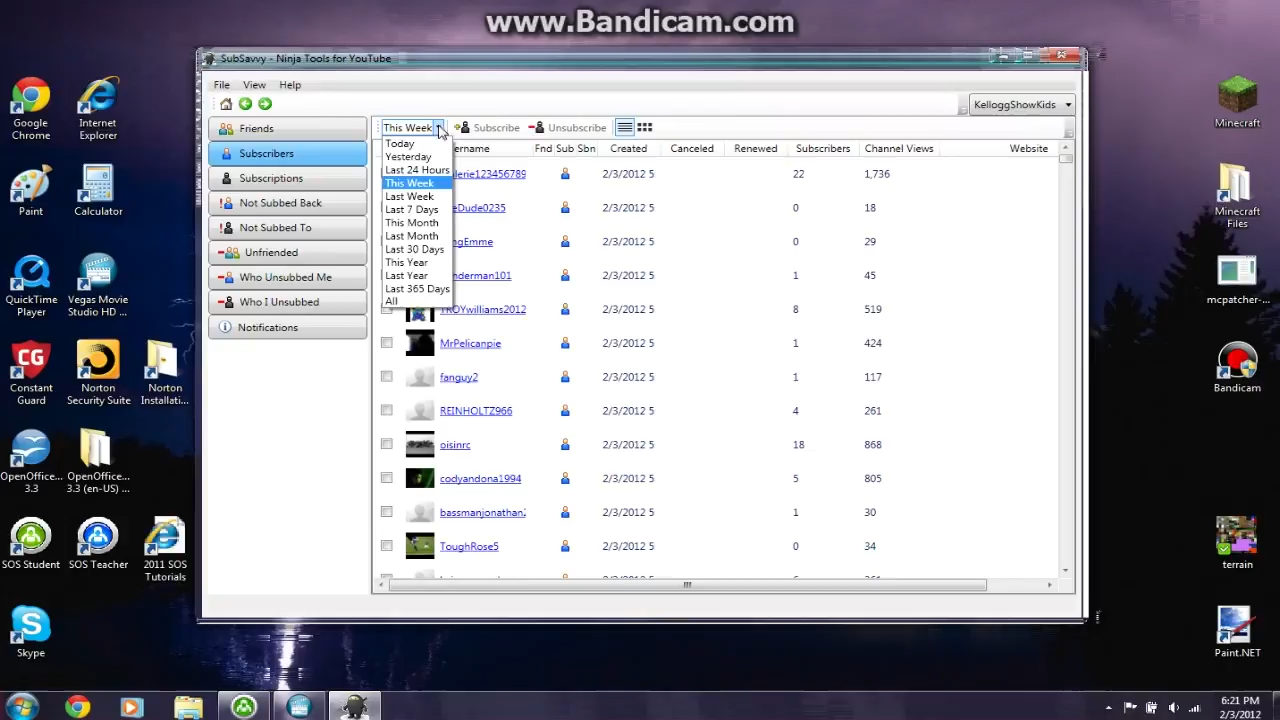 www.Bandicam.com
SubSavvy - Ninja Tools for YouTube
File View Help
KelloggShowKids
Friends
Subscribers
Subscriptions
Not Subbed Back
Not Subbed To
Unfriended
Who Unsubbed Me
Who I Unsubbed
Notifications
This Week Subscribe Unsubscribe
Today
Yesterday
Last 24 Hours
This Week
Last Week
Last 7 Days
This Month
Last Month
Last 30 Days
This Year
Last Year
Last 365 Days
All
Fnd Sub Sbn Created Canceled Renewed Subscribers Channel Views Website
2/3/2012 5 22 1,736
2/3/2012 5 0 18
2/3/2012 5 0 29
2/3/2012 5 1 45
TROYwilliams2012 2/3/2012 5 8 519
MrPelicanpie 2/3/2012 5 1 424
fanguy2 2/3/2012 5 1 117
REINHOLTZ966 2/3/2012 5 4 261
oisinrc 2/3/2012 5 18 868
codyandona1994 2/3/2012 5 5 805
bassmanjonathan 2/3/2012 5 1 30
ToughRose5 2/3/2012 5 0 34
Google Chrome
Internet Explorer
Paint
Calculator
QuickTime Player
Vegas Movie Studio HD ...
Constant Guard
Norton Security Suite
Norton Installati...
OpenOffice... 3.3
OpenOffice... 3.3 (en-US) ...
SOS Student
SOS Teacher
2011 SOS Tutorials
Skype
Minecraft
Minecraft Files
mcpatcher-...
Bandicam
terrain
Paint.NET
6:21 PM
2/3/2012